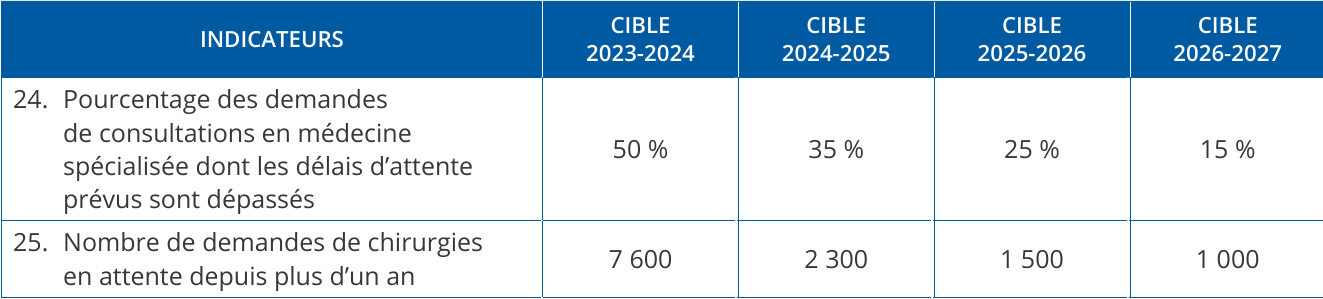 INDICATEURS
CIBLE
2023-2024
CIBLE
2024-2025
CIBLE
2025-2026
CIBLE
2026-2027
24. Pourcentage des demandes
de consultations en médecine
spécialisée dont les délais d’attente
prévus sont dépassés
50 %
35 %
25 %
15 %
25. Nombre de demandes de chirurgies
en attente depuis plus d’un an
7 600
2 300
1 500
1 000